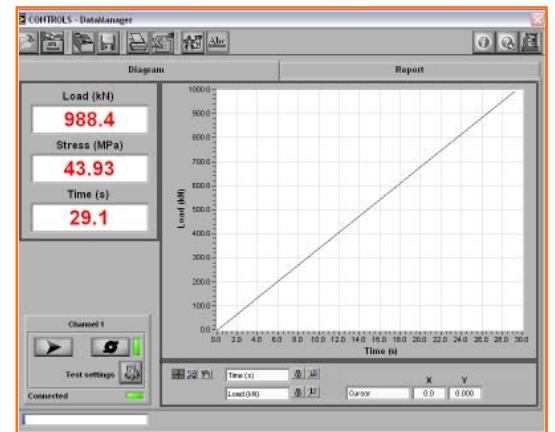 CONTROLS - DataManager
Abc
Diagram
Report
Load (kN)
988.4
Stress (MPa)
43.93
Time (s)
29.1
Load (kN)
1000.0
900.0
800.0
700.0
600.0
500.0
400.0
300.0
200.0
100.0
0.0
0.0 2.0 4.0 6.0 8.0 10.0 12.0 14.0 16.0 18.0 20.0 22.0 24.0 26.0 28.0 30.0
Time (s)
Channel 1
Test settings
Connected
Time (s)
Load (kN)
X Y
Cursor 0.0 0.000